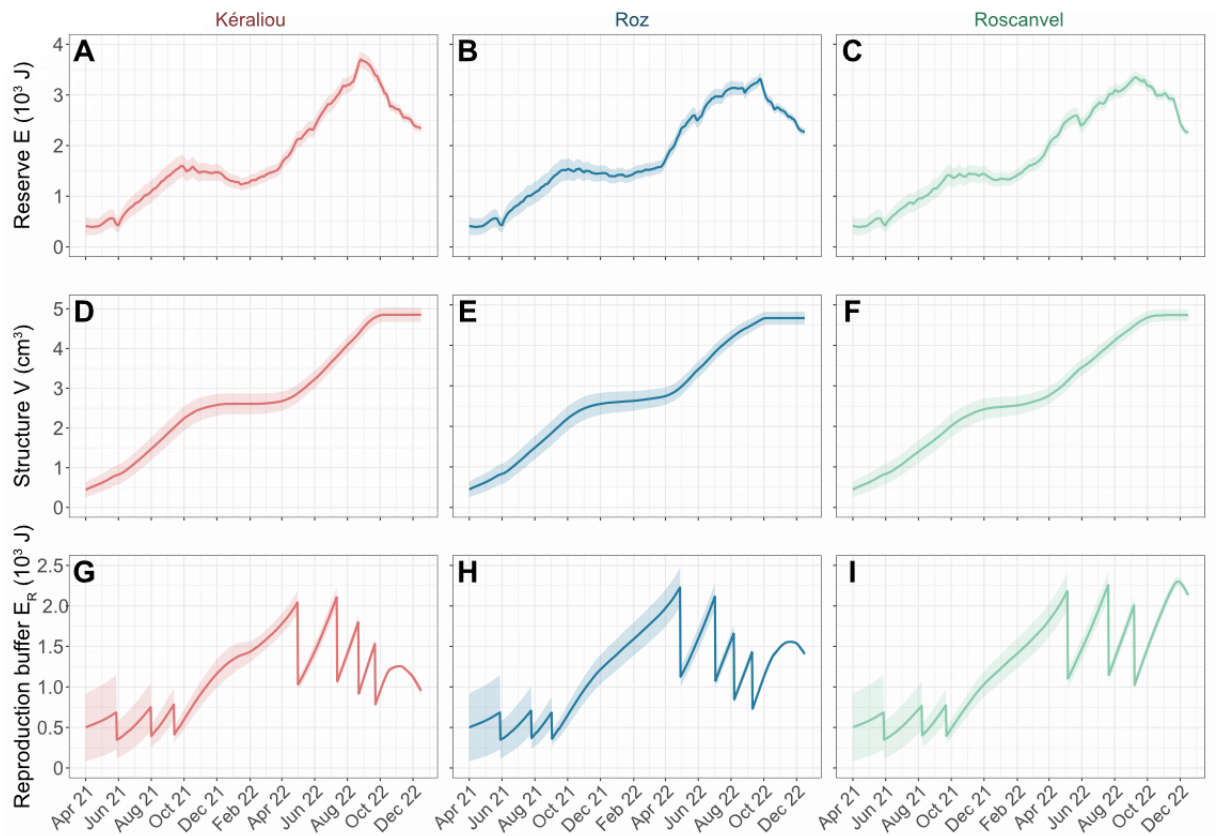 Kéraliou Roz Roscanvel
Reserve E (10³ J)
4
3
2
1
0
A
B
C
Structure V (cm³)
5
4
3
2
1
0
D
E
F
Reproduction buffer E_R (10³ J)
2.5
2.0
1.5
1.0
0.5
0
G
H
I
Apr 21 Jun 21 Aug 21 Oct 21 Dec 21 Feb 22 Apr 22 Jun 22 Aug 22 Oct 22 Dec 22
Apr 21 Jun 21 Aug 21 Oct 21 Dec 21 Feb 22 Apr 22 Jun 22 Aug 22 Oct 22 Dec 22
Apr 21 Jun 21 Aug 21 Oct 21 Dec 21 Feb 22 Apr 22 Jun 22 Aug 22 Oct 22 Dec 22